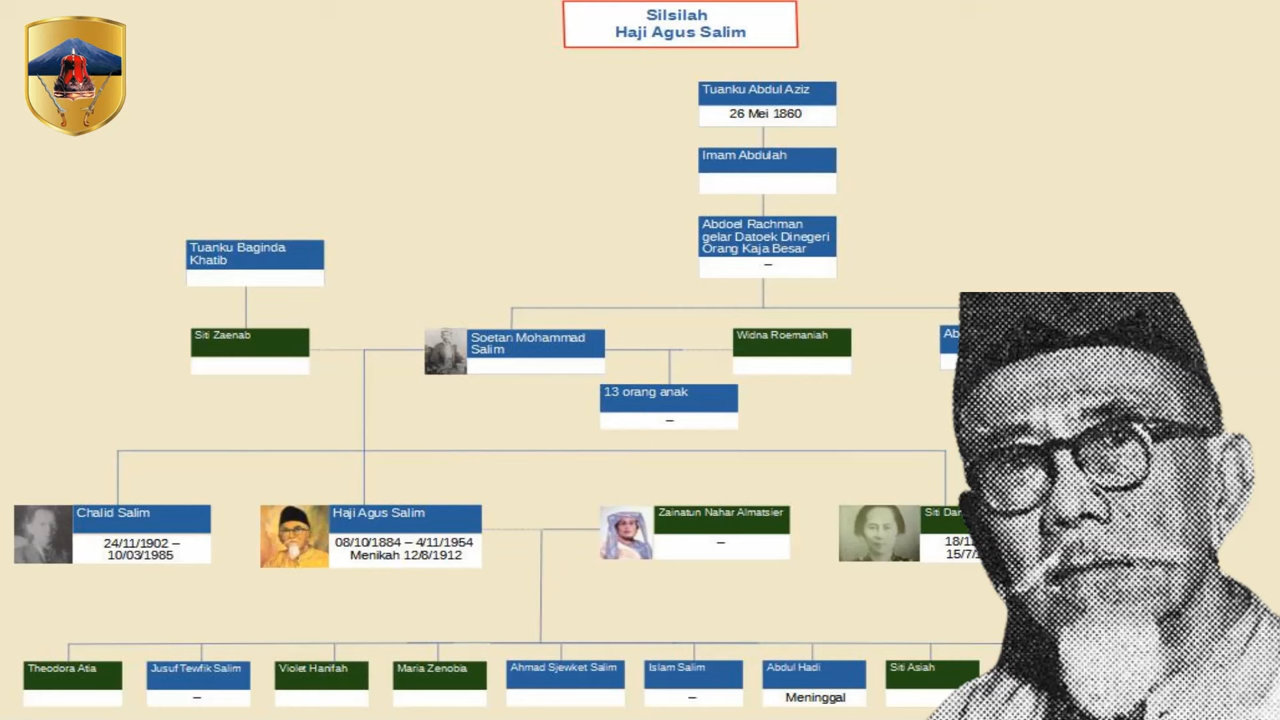 Silsilah
Haji Agus Salim
Tuanku Abdul Aziz
26 Mei 1860
Imam Abdulah
Abdoel Rachman
gelar Datoek Dinegeri
Orang Kaja Besar
–
Tuanku Baginda
Khatib
Siti Zaenab
Soetan Mohammad
Salim
Widna Roemaniah
13 orang anak
–
Chalid Salim
24/11/1902 –
10/03/1985
Haji Agus Salim
08/10/1884 – 4/11/1954
Menikah 12/8/1912
Zainatun Nahar Almatsier
–
Siti
Theodora Atia
Jusuf Tewfik Salim
–
Violet Hanifah
Maria Zenobia
Ahmad Sjewket Salim
Islam Salim
–
Abdul Hadi
Meninggal
Siti Asiah